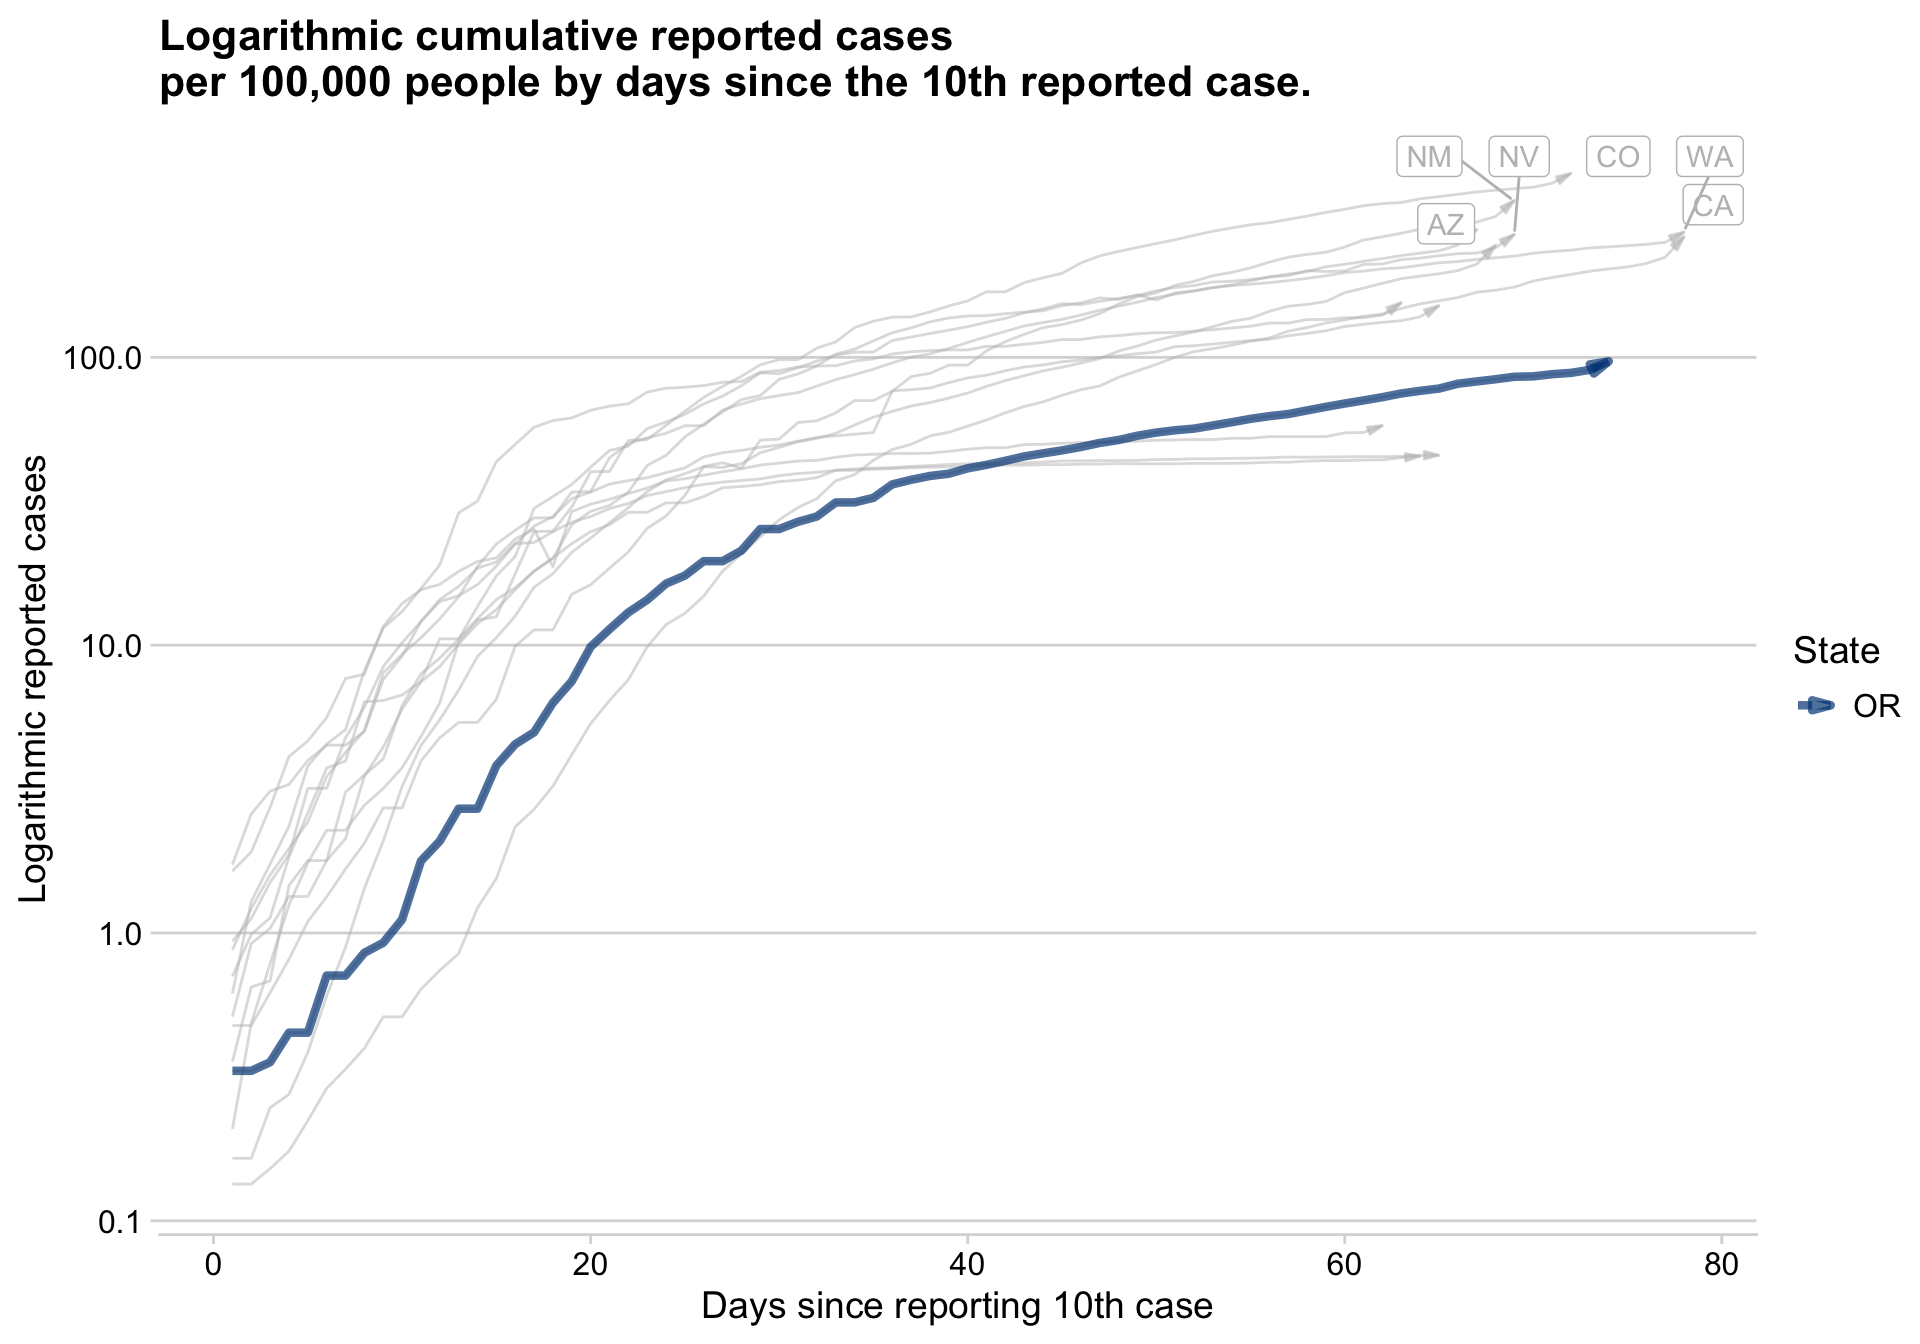 Logarithmic cumulative reported cases
per 100,000 people by days since the 10th reported case.
NM NV CO WA
CA
AZ
Logarithmic reported cases
100.0
10.0
1.0
0.1
0 20 40 60 80
Days since reporting 10th case
State
OR